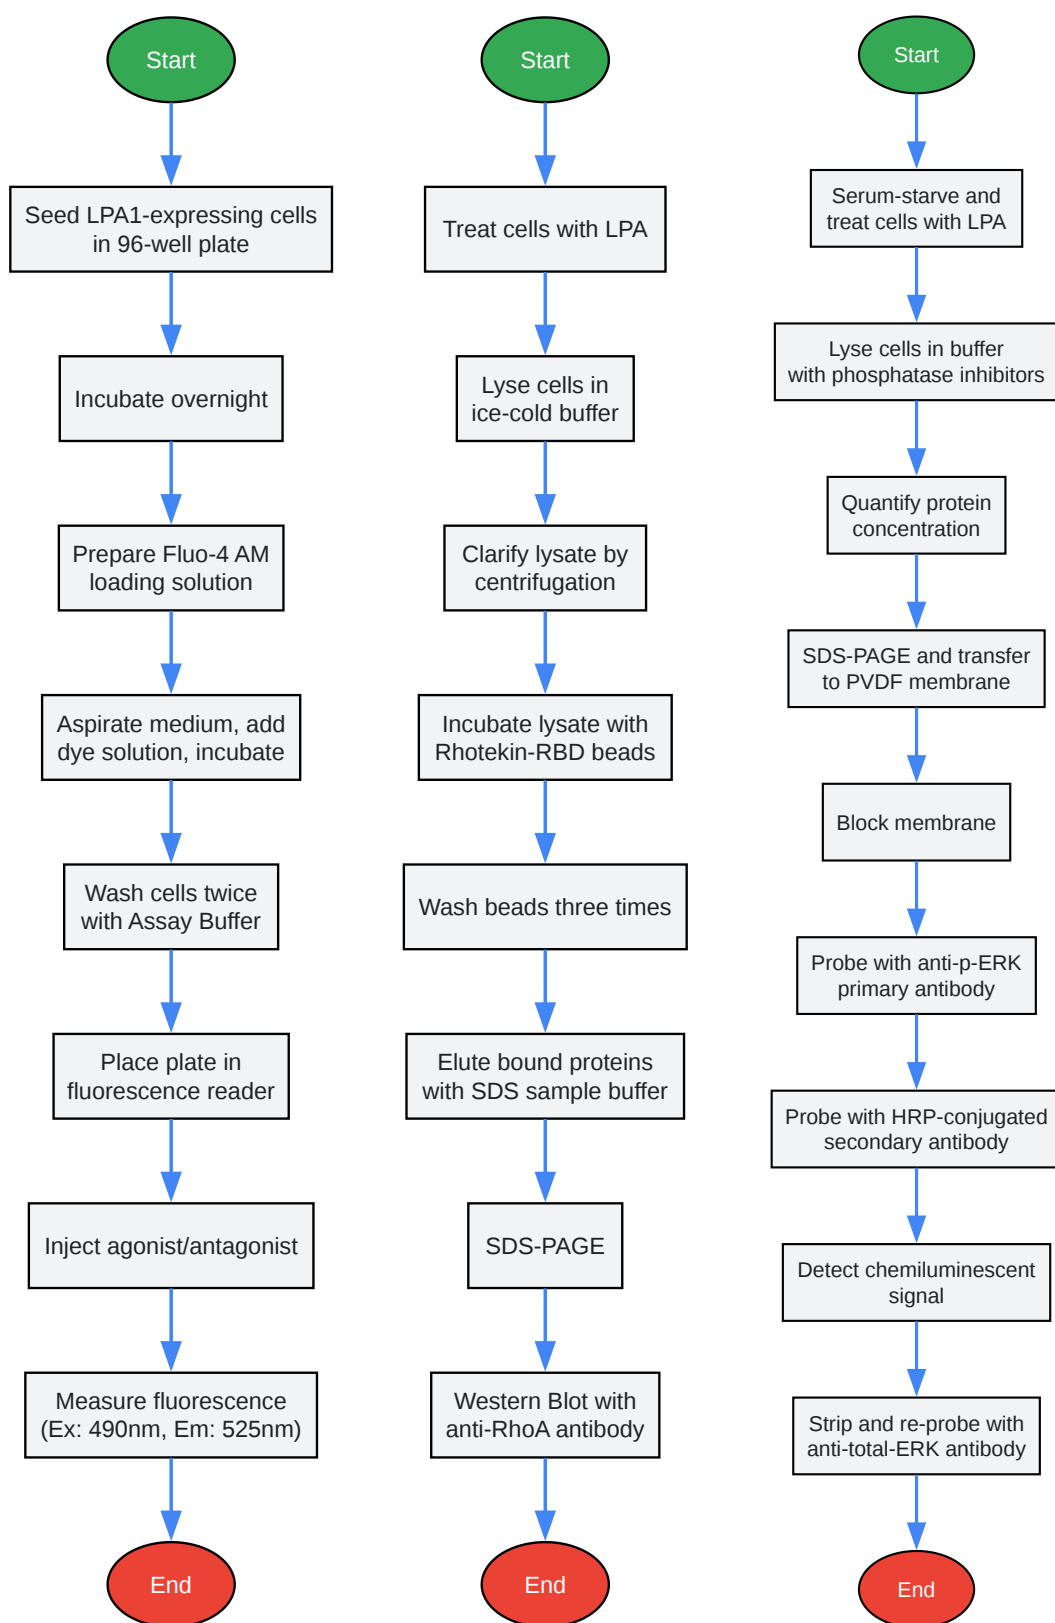 Start
Seed LPA1-expressing cells
in 96-well plate
Incubate overnight
Prepare Fluo-4 AM
loading solution
Aspirate medium, add
dye solution, incubate
Wash cells twice
with Assay Buffer
Place plate in
fluorescence reader
Inject agonist/antagonist
Measure fluorescence
(Ex: 490nm, Em: 525nm)
End
Start
Treat cells with LPA
Lyse cells in
ice-cold buffer
Clarify lysate by
centrifugation
Incubate lysate with
Rhotekin-RBD beads
Wash beads three times
Elute bound proteins
with SDS sample buffer
SDS-PAGE
Western Blot with
anti-RhoA antibody
End
Start
Serum-starve and
treat cells with LPA
Lyse cells in buffer
with phosphatase inhibitors
Quantify protein
concentration
SDS-PAGE and transfer
to PVDF membrane
Block membrane
Probe with anti-p-ERK
primary antibody
Probe with HRP-conjugated
secondary antibody
Detect chemiluminescent
signal
Strip and re-probe with
anti-total-ERK antibody
End